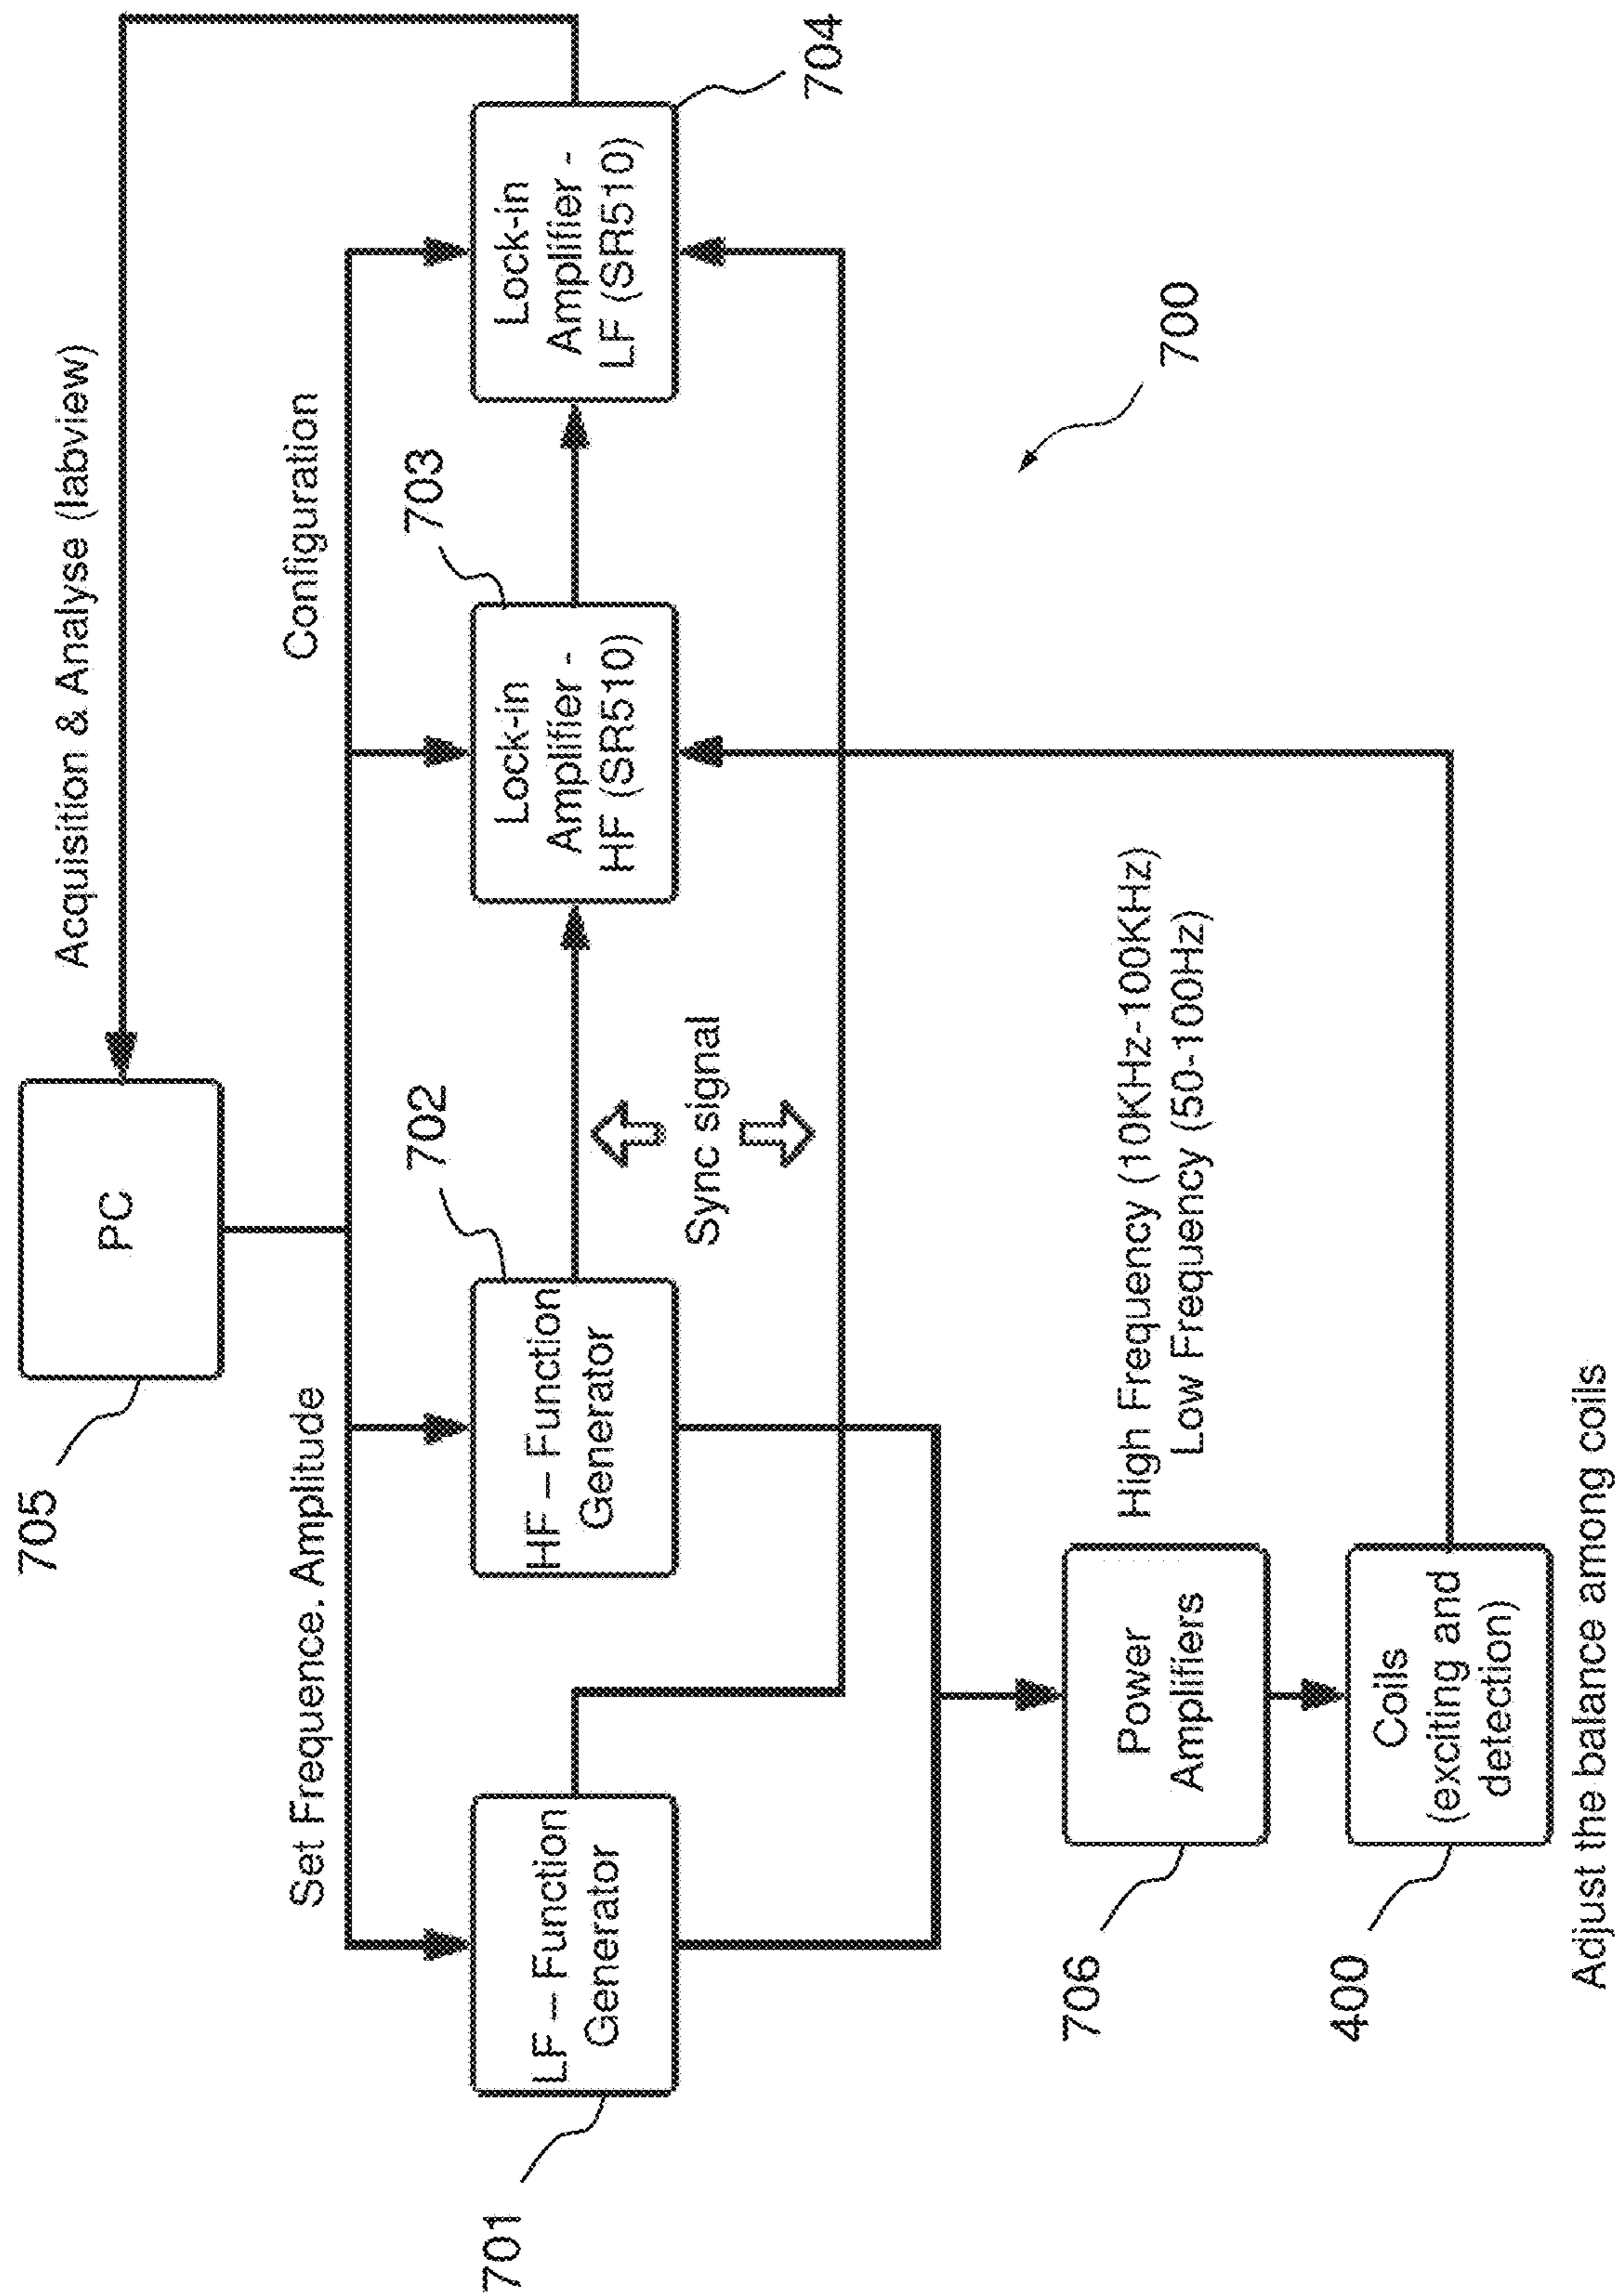 705
PC
Acquisition & Analyse (labview)
Set Frequence. Amplitude
Configuration
701
LF – Function
Generator
702
HF – Function
Generator
703
Lock-in
Amplifier -
HF (SR510)
704
Lock-in
Amplifier -
LF (SR510)
Sync signal
706
Power
Amplifiers
High Frequency (10KHz-100KHz)
Low Frequency (50-100Hz)
700
400
Coils
(exciting and
detection)
Adjust the balance among coils